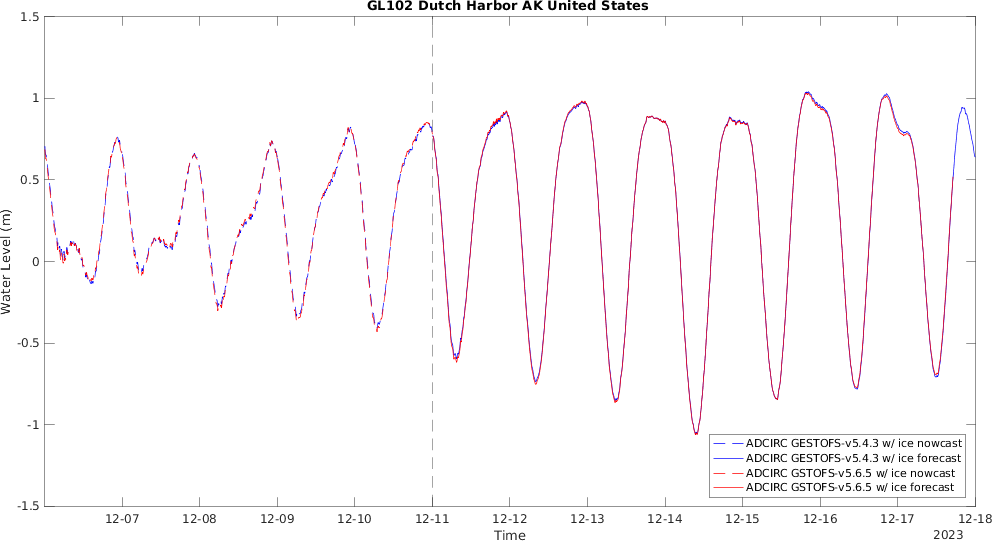 GL102 Dutch Harbor AK United States
1.5
1
0.5
0
-0.5
-1
-1.5
Water Level (m)
ADCIRC GESTOFS-v5.4.3 w/ ice nowcast
ADCIRC GESTOFS-v5.4.3 w/ ice forecast
ADCIRC GSTOFS-v5.6.5 w/ ice nowcast
ADCIRC GSTOFS-v5.6.5 w/ ice forecast
12-07 12-08 12-09 12-10 12-11 12-12 12-13 12-14 12-15 12-16 12-17 12-18
Time
2023